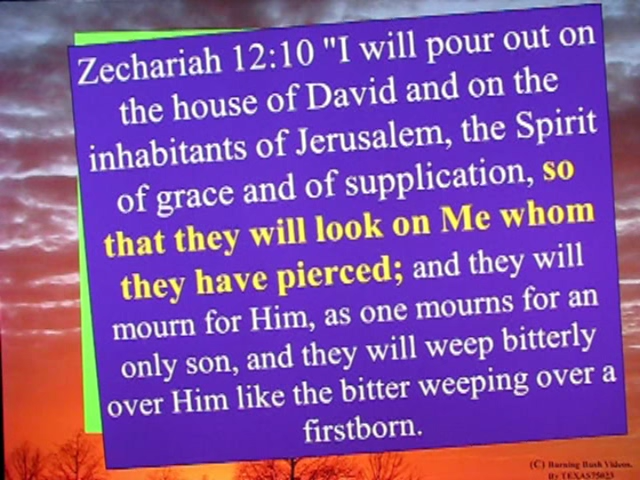 Zechariah 12:10 "I will pour out on
the house of David and on the
inhabitants of Jerusalem, the Spirit
of grace and of supplication, so
that they will look on Me whom
they have pierced; and they will
mourn for Him, as one mourns for an
only son, and they will weep bitterly
over Him like the bitter weeping over a
firstborn.
(C) Burning Bush Videos.
By TEXAS75023